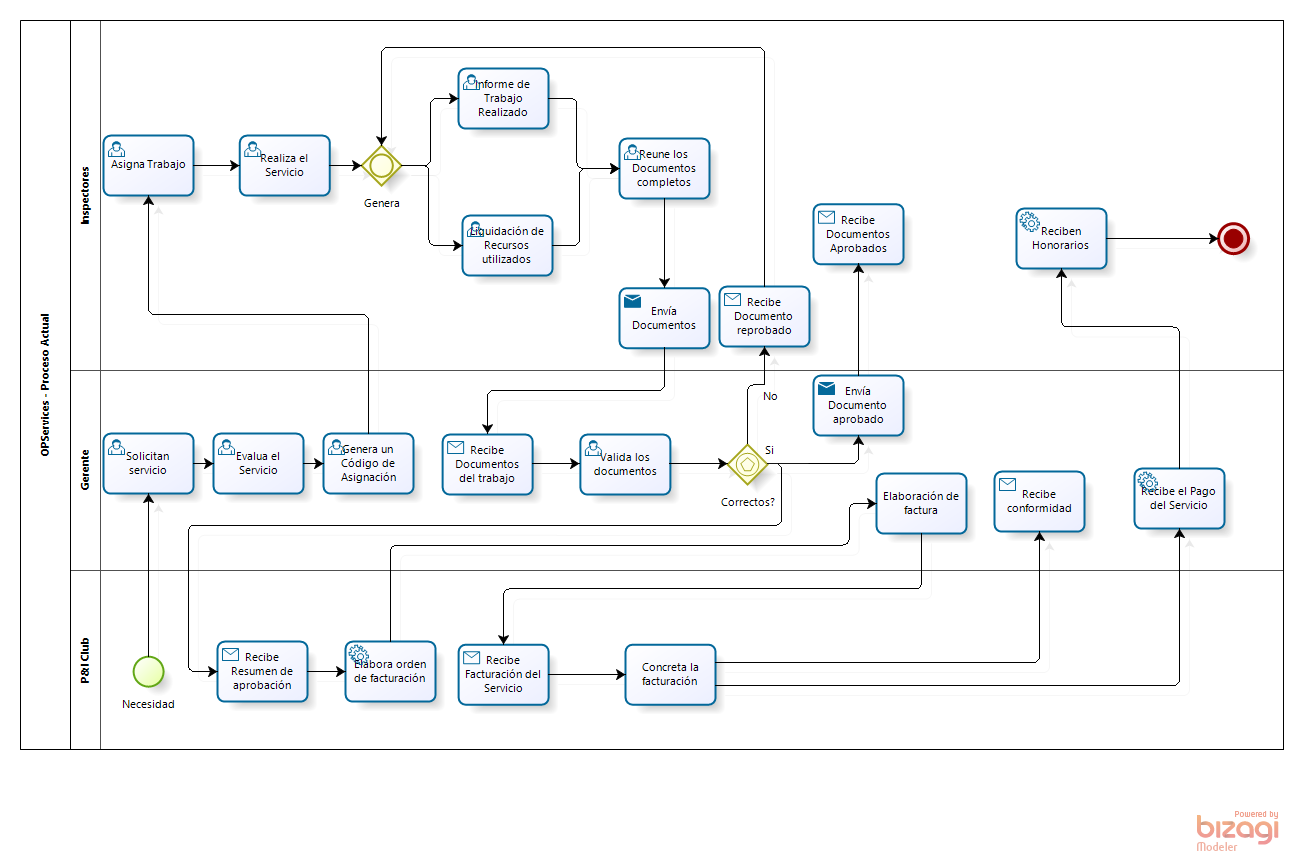 OPServices - Proceso Actual
Inspectores
Asigna Trabajo
Realiza el
Servicio
Genera
Informe de
Trabajo
Realizado
Liquidación de
Recursos
utilizados
Reune los
Documentos
completos
Envía
Documentos
Recibe
Documento
reprobado
Recibe
Documentos
Aprobados
Reciben
Honorarios
Gerente
Solicitan
servicio
Evalua el
Servicio
Genera un
Código de
Asignación
Recibe
Documentos
del trabajo
Valida los
documentos
Correctos?
No
Si
Envía
Documento
aprobado
Elaboración de
factura
Recibe
conformidad
Recibe el Pago
del Servicio
P&I Club
Necesidad
Recibe
Resumen de
aprobación
Elabora orden
de facturación
Recibe
Facturación del
Servicio
Concreta la
facturación
Powered by
bizagi
Modeler